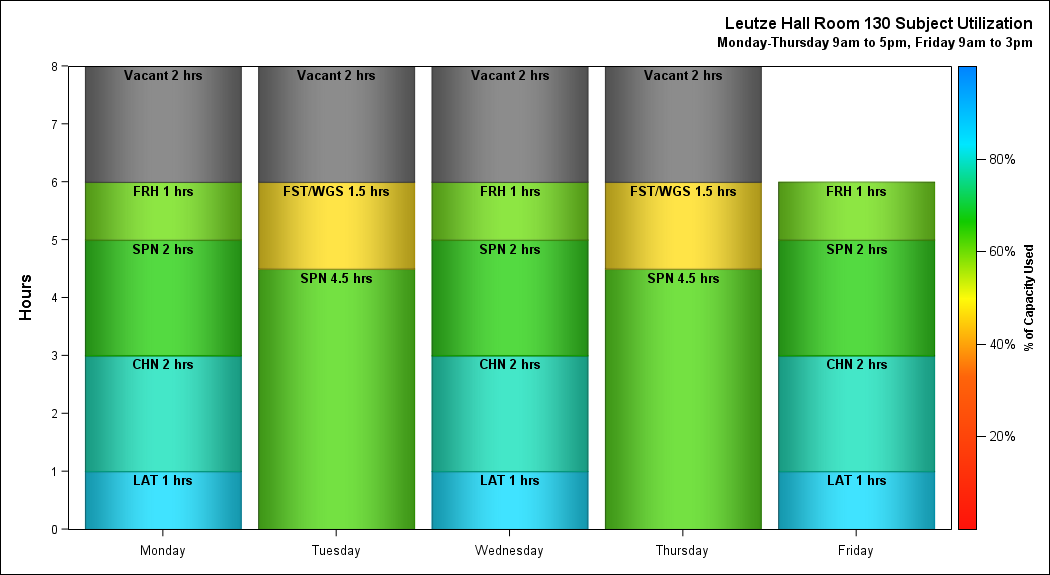 Leutze Hall Room 130 Subject Utilization
Monday-Thursday 9am to 5pm, Friday 9am to 3pm
Hours
8
7
6
5
4
3
2
1
0
Vacant 2 hrs
FRH 1 hrs
SPN 2 hrs
CHN 2 hrs
LAT 1 hrs
Monday
Vacant 2 hrs
FST/WGS 1.5 hrs
SPN 4.5 hrs
Tuesday
Vacant 2 hrs
FRH 1 hrs
SPN 2 hrs
CHN 2 hrs
LAT 1 hrs
Wednesday
Vacant 2 hrs
FST/WGS 1.5 hrs
SPN 4.5 hrs
Thursday
FRH 1 hrs
SPN 2 hrs
CHN 2 hrs
LAT 1 hrs
Friday
80%
60%
40%
20%
% of Capacity Used